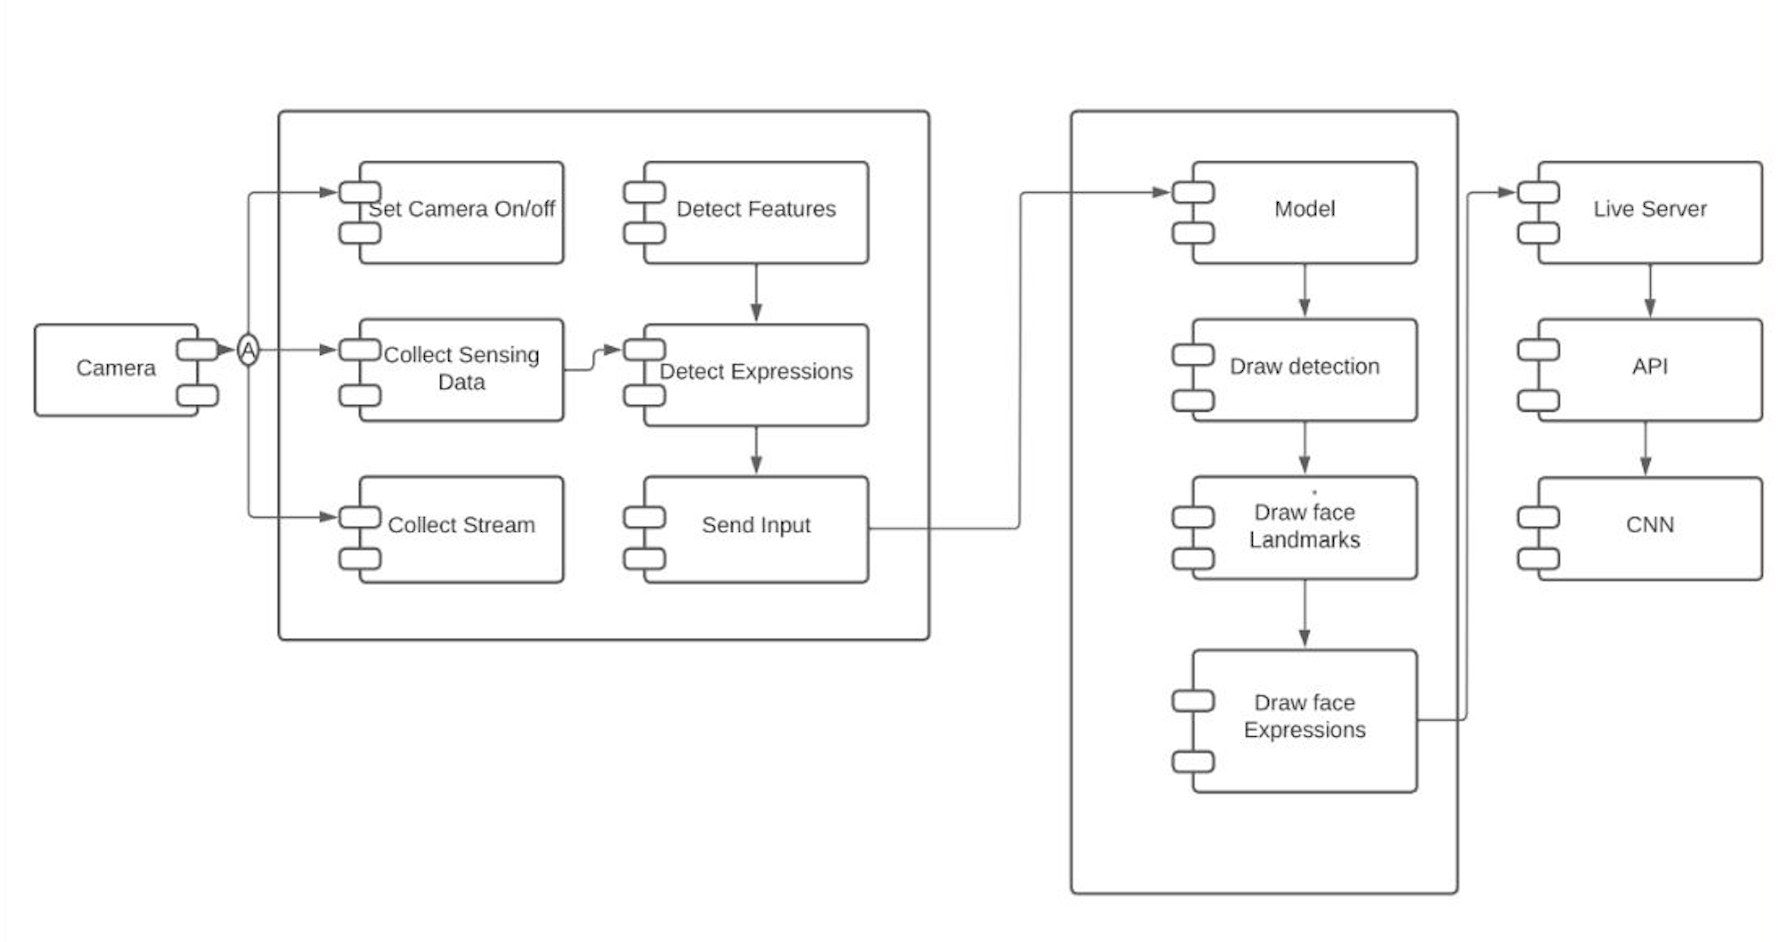 Camera
A
Set Camera On/off
Collect Sensing
Data
Collect Stream
Detect Features
Detect Expressions
Send Input
Model
Draw detection
Draw face
Landmarks
Draw face
Expressions
Live Server
API
CNN